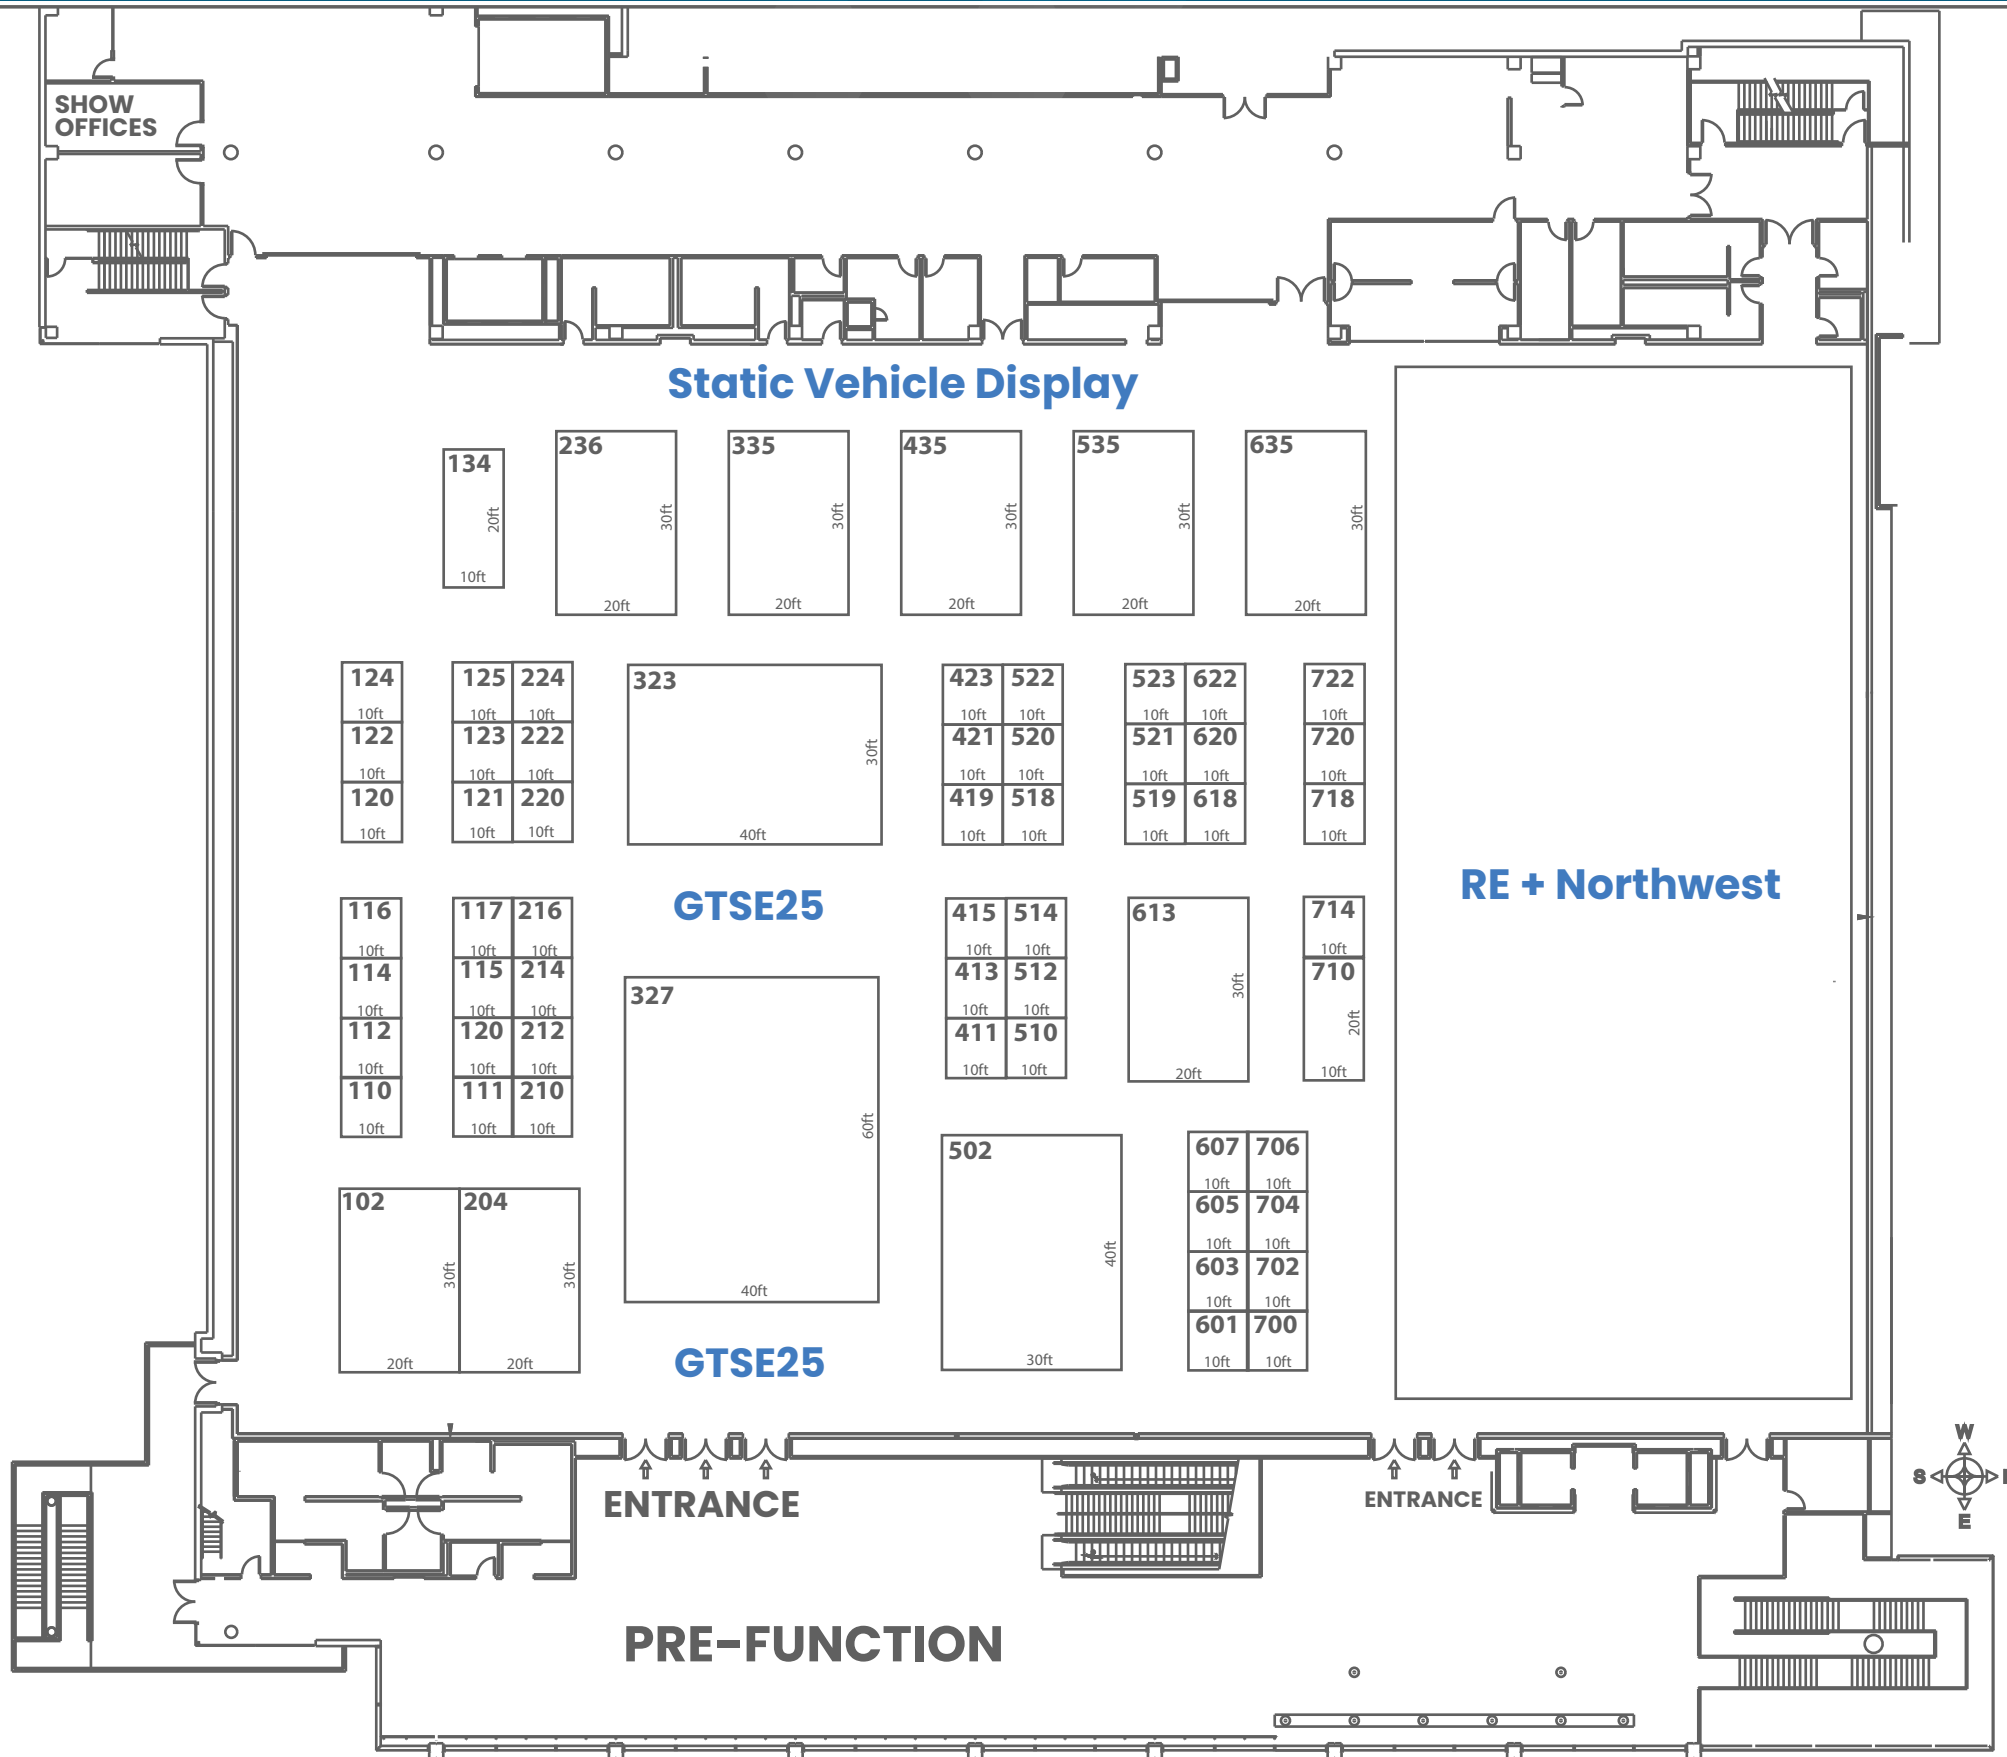 SHOW
OFFICES
Static Vehicle Display
134
20ft
10ft
236
30ft
20ft
335
30ft
20ft
435
30ft
20ft
535
30ft
20ft
635
30ft
20ft
124
10ft
122
10ft
120
10ft
125 224
10ft 10ft
123 222
10ft 10ft
121 220
10ft 10ft
323
30ft
40ft
423 522
10ft 10ft
421 520
10ft 10ft
419 518
10ft 10ft
523 622
10ft 10ft
521 620
10ft 10ft
519 618
10ft 10ft
722
10ft
720
10ft
718
10ft
RE + Northwest
GTSE25
116
10ft
114
10ft
112
10ft
110
10ft
117 216
10ft 10ft
115 214
10ft 10ft
120 212
10ft 10ft
111 210
10ft 10ft
327
60ft
40ft
415 514
10ft 10ft
413 512
10ft 10ft
411 510
10ft 10ft
613
30ft
20ft
714
10ft
710
20ft
10ft
102
30ft
20ft
204
30ft
20ft
502
40ft
30ft
607 706
10ft 10ft
605 704
10ft 10ft
603 702
10ft 10ft
601 700
10ft 10ft
GTSE25
ENTRANCE
ENTRANCE
W
S
E
PRE-FUNCTION